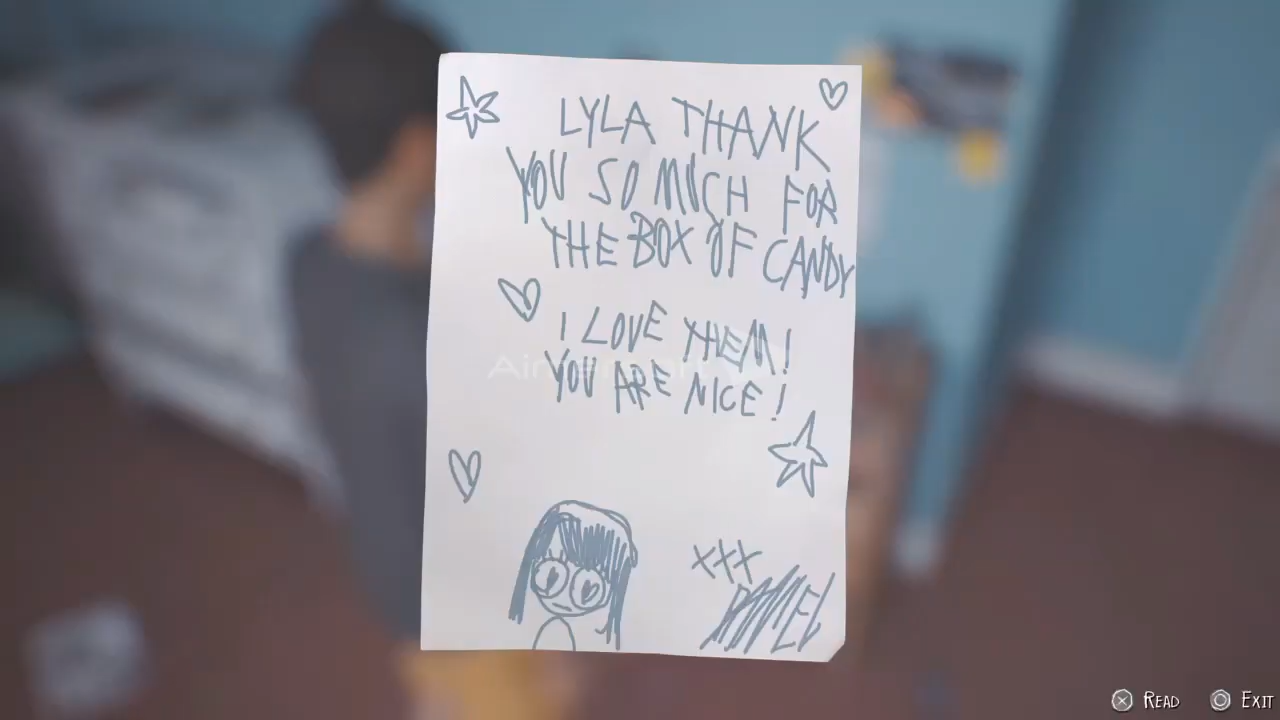 LYLA THANK
YOU SO MUCH FOR
THE BOX OF CANDY
I LOVE THEM!
YOU ARE NICE!
XXX
DANIEL
READ EXIT